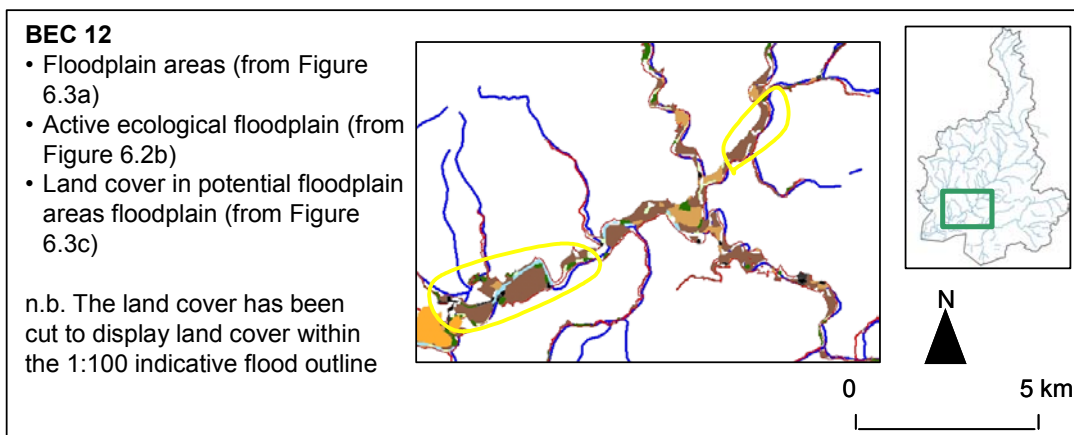 BEC 12
• Floodplain areas (from Figure
6.3a)
• Active ecological floodplain (from
Figure 6.2b)
• Land cover in potential floodplain
areas floodplain (from Figure
6.3c)
n.b. The land cover has been
cut to display land cover within
the 1:100 indicative flood outline
N
0 5 km